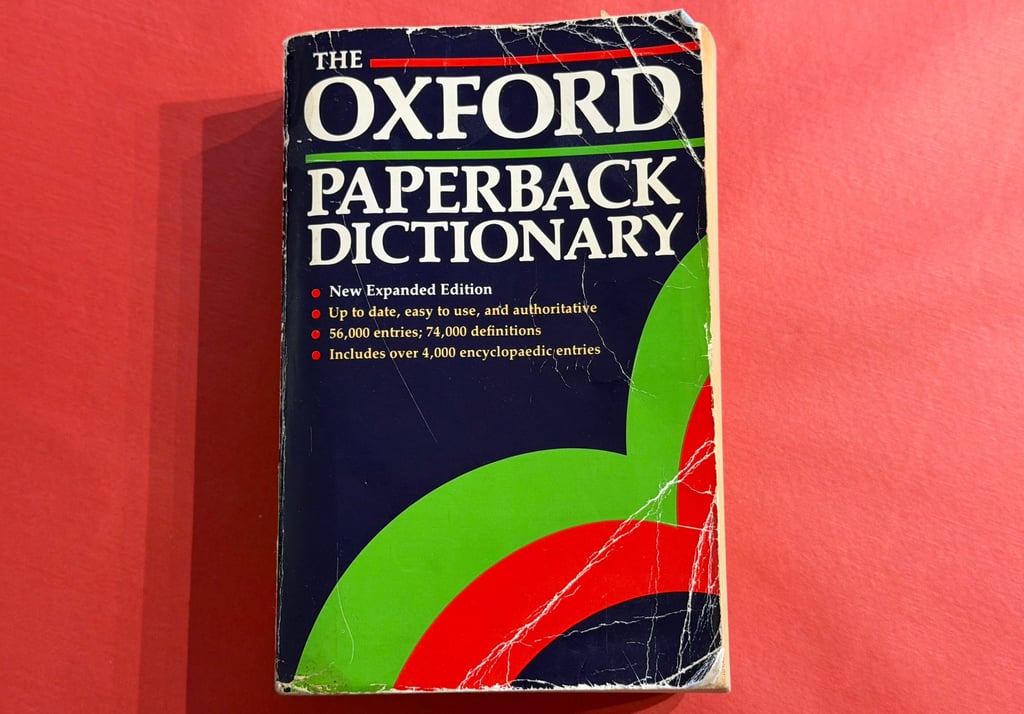 THE
OXFORD
PAPERBACK
DICTIONARY
New Expanded Edition
Up to date, easy to use, and authoritative
56,000 entries; 74,000 definitions
Includes over 4,000 encyclopaedic entries